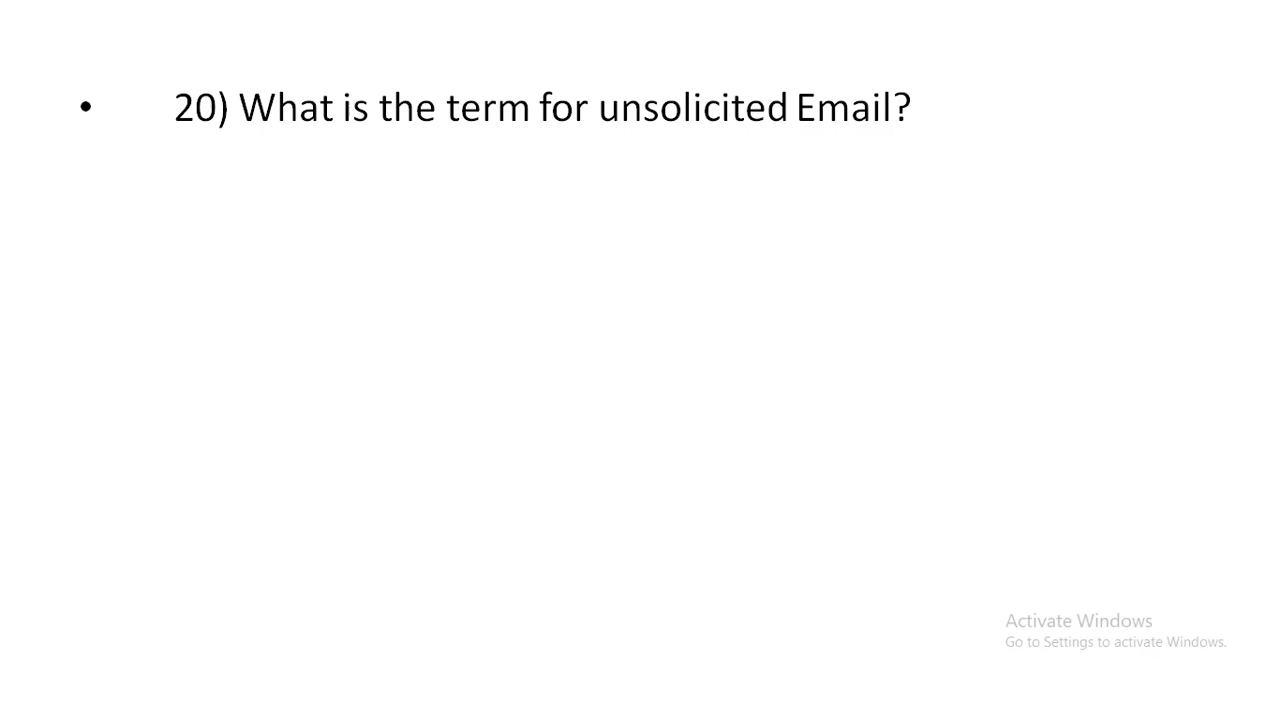 • 20) What is the term for unsolicited Email?
Activate Windows
Go to Settings to activate Windows.